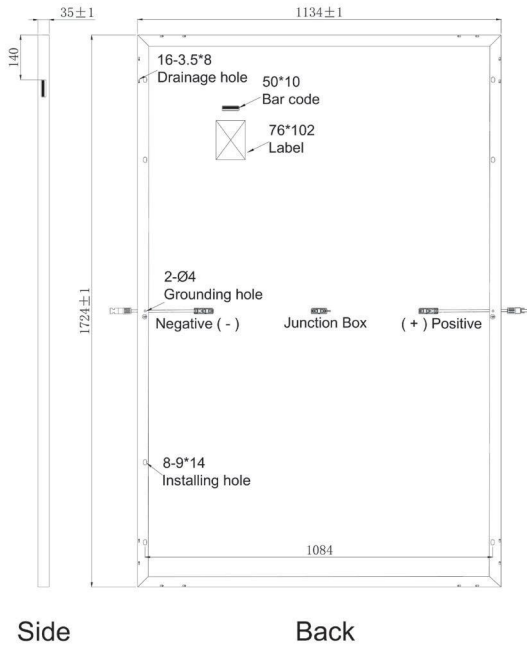 35±1
1134±1
140
16-3.5*8
Drainage hole
50*10
Bar code
76*102
Label
1724±1
2-Ø4
Grounding hole
Negative ( - )
Junction Box
( + ) Positive
8-9*14
Installing hole
1084
Side
Back